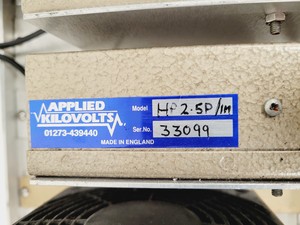 APPLIED
KILOVOLTS
01273-439440
Model HP2.5P/1M
Ser.No. 33099
MADE IN ENGLAND